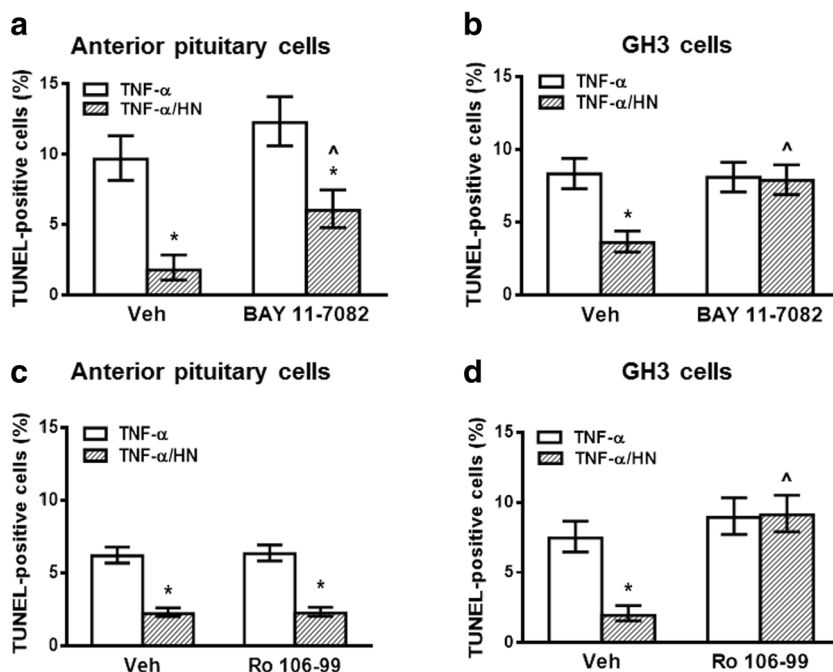 a
Anterior pituitary cells
TUNEL-positive cells (%)
15
10
5
0
TNF-α
TNF-α/HN
*
^
*
Veh
BAY 11-7082
b
GH3 cells
TUNEL-positive cells (%)
15
10
5
0
TNF-α
TNF-α/HN
*
^
Veh
BAY 11-7082
c
Anterior pituitary cells
TUNEL-positive cells (%)
15
10
5
0
TNF-α
TNF-α/HN
*
*
Veh
Ro 106-99
d
GH3 cells
TUNEL-positive cells (%)
15
10
5
0
TNF-α
TNF-α/HN
*
^
Veh
Ro 106-99